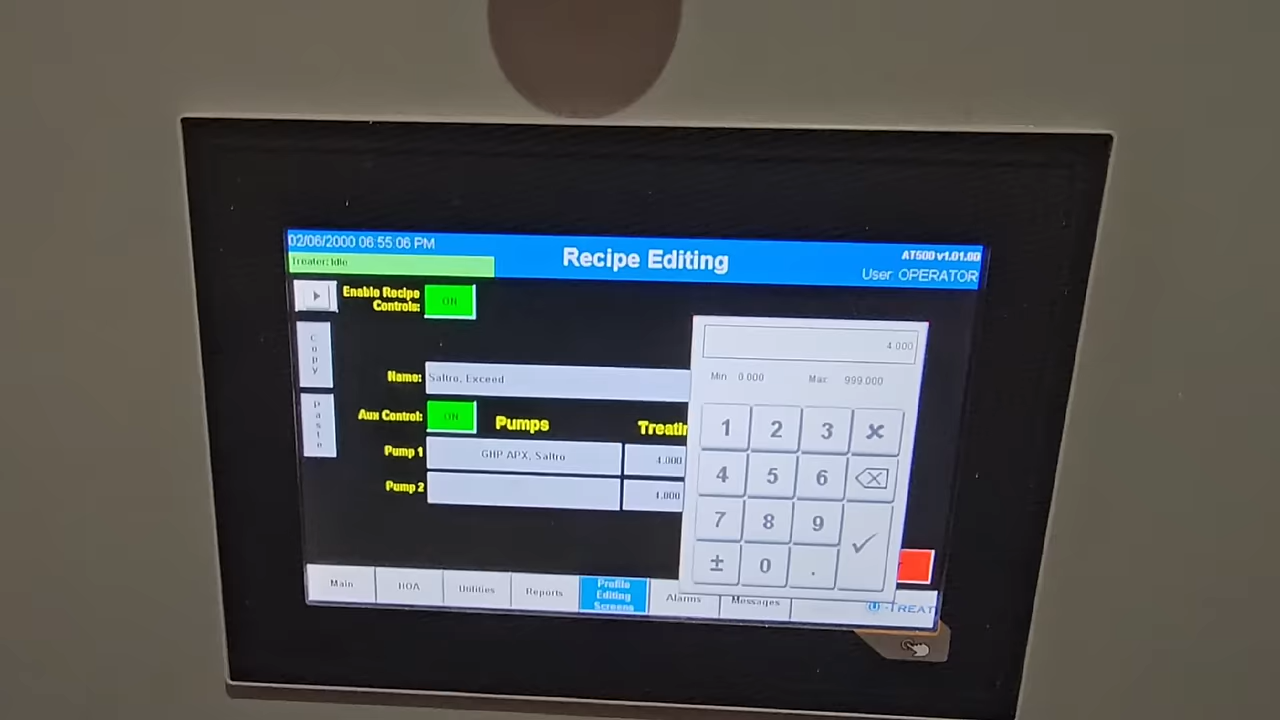 02/06/2000 06:55:06 PM
Recipe Editing
AT500 v1.01.00
Treater: Idle
User: OPERATOR
Enable Recipe
Controls:
ON
Copy
4.000
Min 0.000 Max 999.000
Name: Saltro, Exceed
Paste
Aux Control: ON Pumps Treatin
Pump 1 GHP APX, Saltro 4.000
Pump 2
1 2 3
4 5 6
7 8 9
± 0 .
Main HOA Utilities Reports
Profile
Editing
Screens
Alarms Messages
U-TREAT